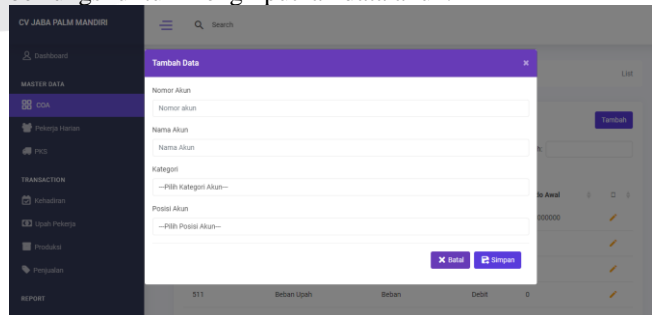 CV JABA PALM MANDIRI
Search
Dashboard
MASTER DATA
COA
Pekerja Harian
PKS
TRANSACTION
Kehadiran
Upah Pekerja
Produksi
Penjualan
REPORT
Tambah Data ×
Nomor Akun
Nomor akun
Nama Akun
Nama Akun
Kategori
---Pilih Kategori Akun---
Posisi Akun
---Pilih Posisi Akun---
Batal
Simpan
List
Tambah
Awal
000000
511 Beban Upah Beban Debit 0